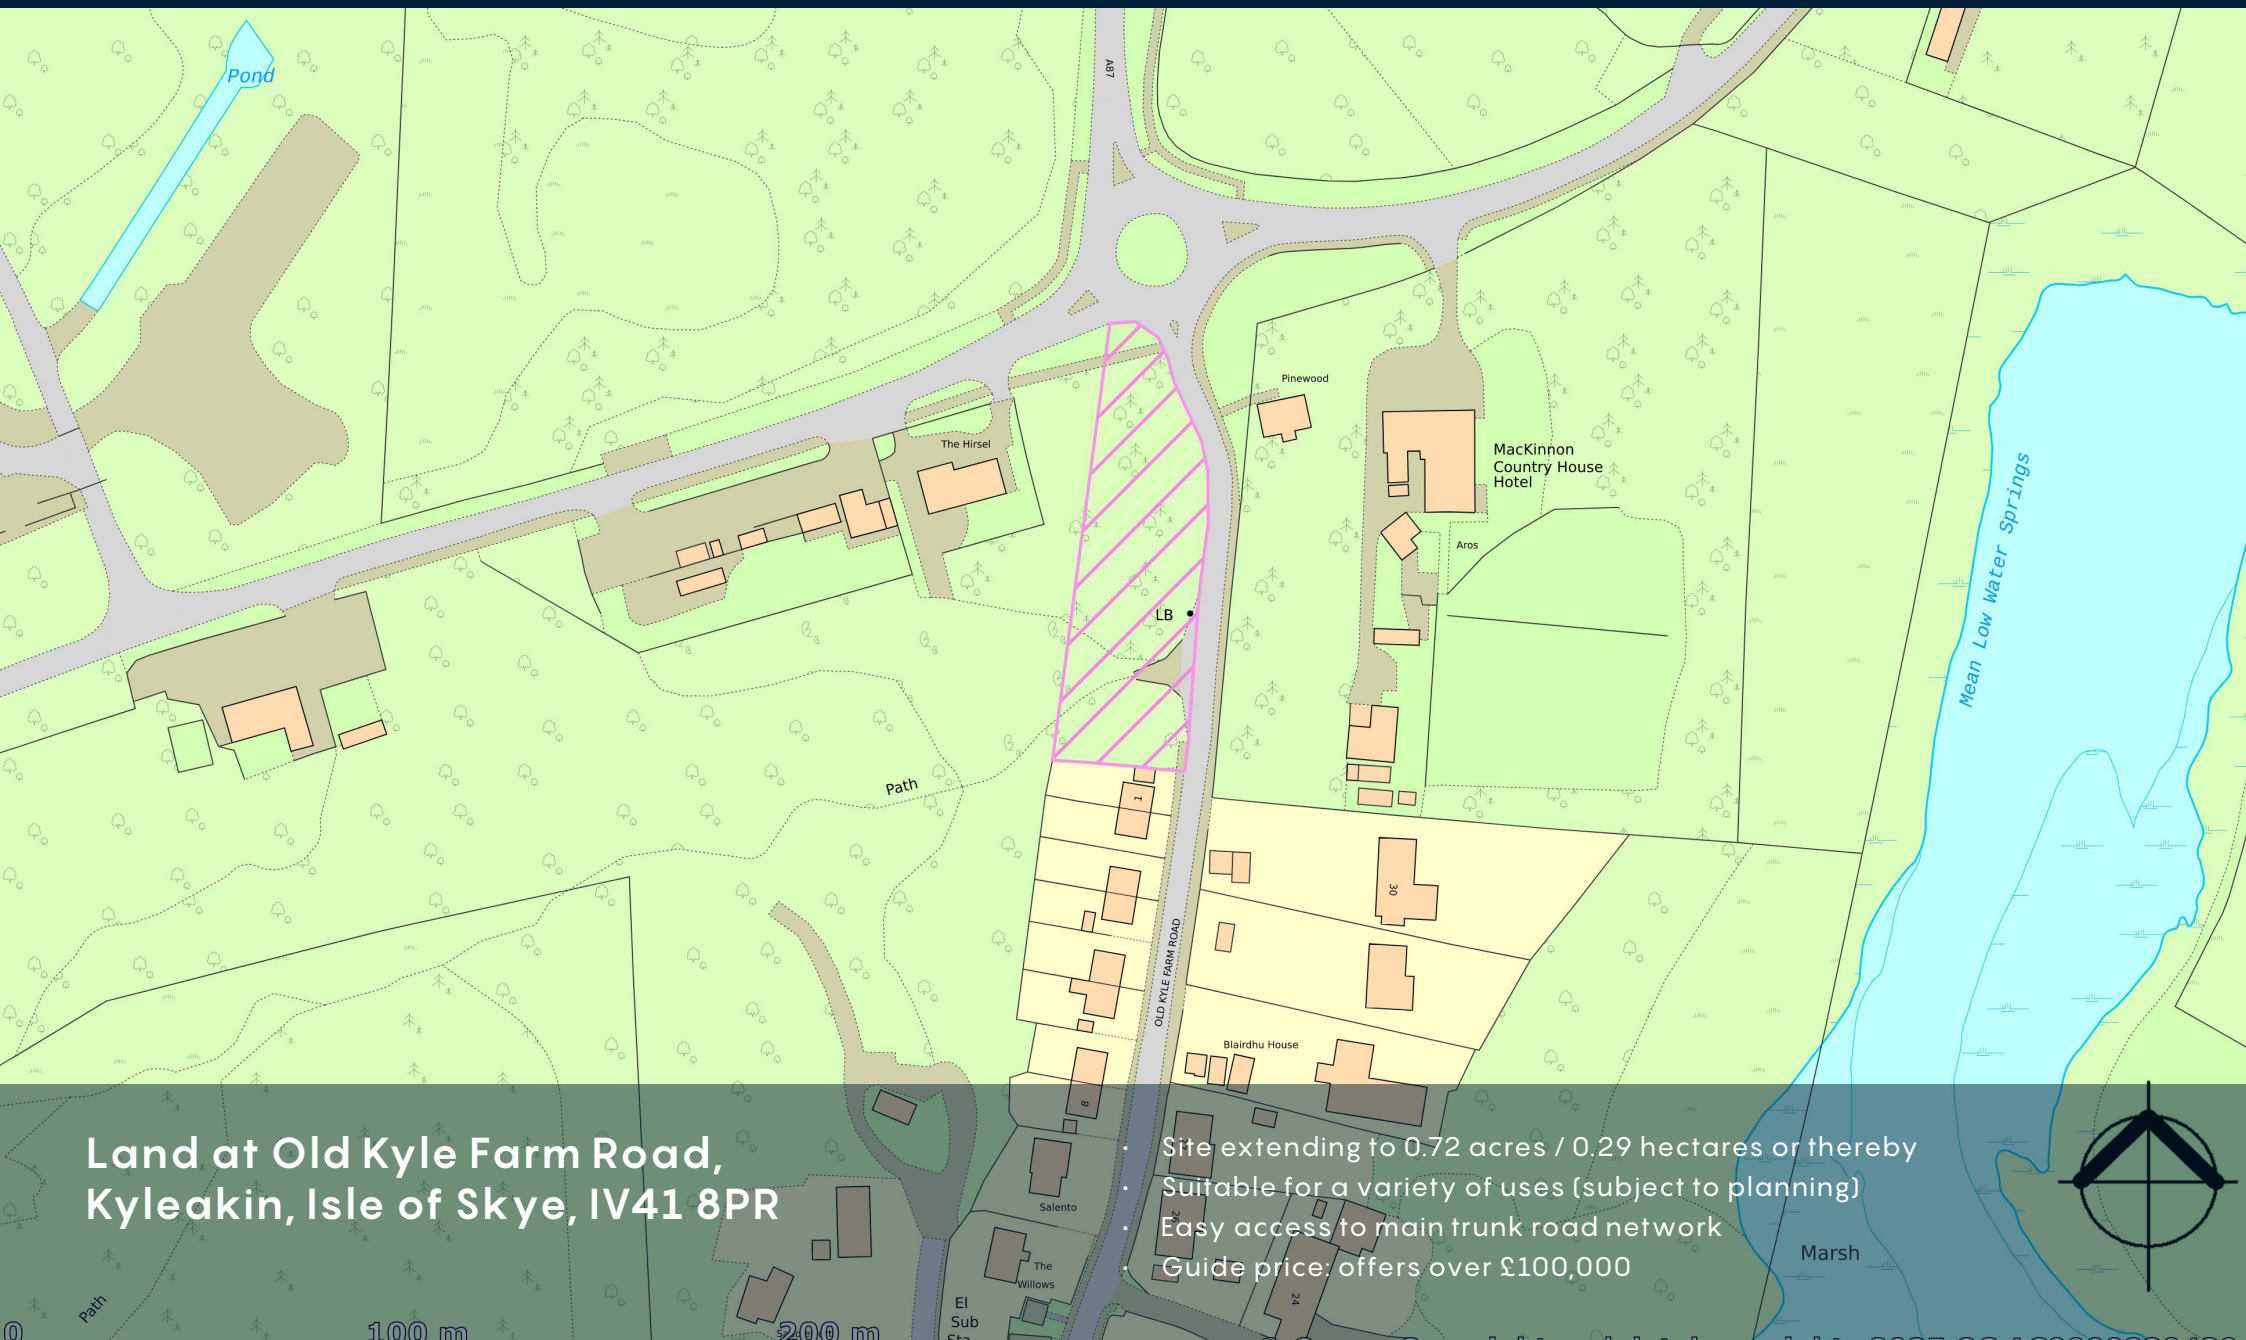 Pond
A87
Pinewood
The Hirsel
MacKinnon
Country House
Hotel
Aros
Mean Low Water Springs
LB
Path
1
30
OLD KYLE FARM ROAD
Blairdhu House
8
Land at Old Kyle Farm Road,
Kyleakin, Isle of Skye, IV41 8PR
• Site extending to 0.72 acres / 0.29 hectares or thereby
• Suitable for a variety of uses (subject to planning)
• Easy access to main trunk road network
• Guide price: offers over £100,000
Salento
The
Willows
Marsh
El
Sub
Sta
24
Path
0
100 m
200 m